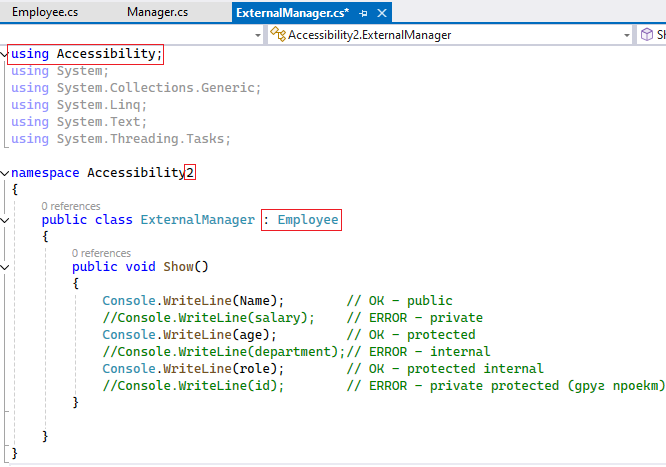 Employee.cs Manager.cs ExternalManager.cs*
Accessibility2.ExternalManager
using Accessibility;
using System;
using System.Collections.Generic;
using System.Linq;
using System.Text;
using System.Threading.Tasks;
namespace Accessibility2
{
0 references
public class ExternalManager : Employee
{
0 references
public void Show()
{
Console.WriteLine(Name); // OK - public
//Console.WriteLine(salary); // ERROR - private
Console.WriteLine(age); // OK - protected
//Console.WriteLine(department);// ERROR - internal
Console.WriteLine(role); // OK - protected internal
//Console.WriteLine(id); // ERROR - private protected (друг проект)
}
}
}